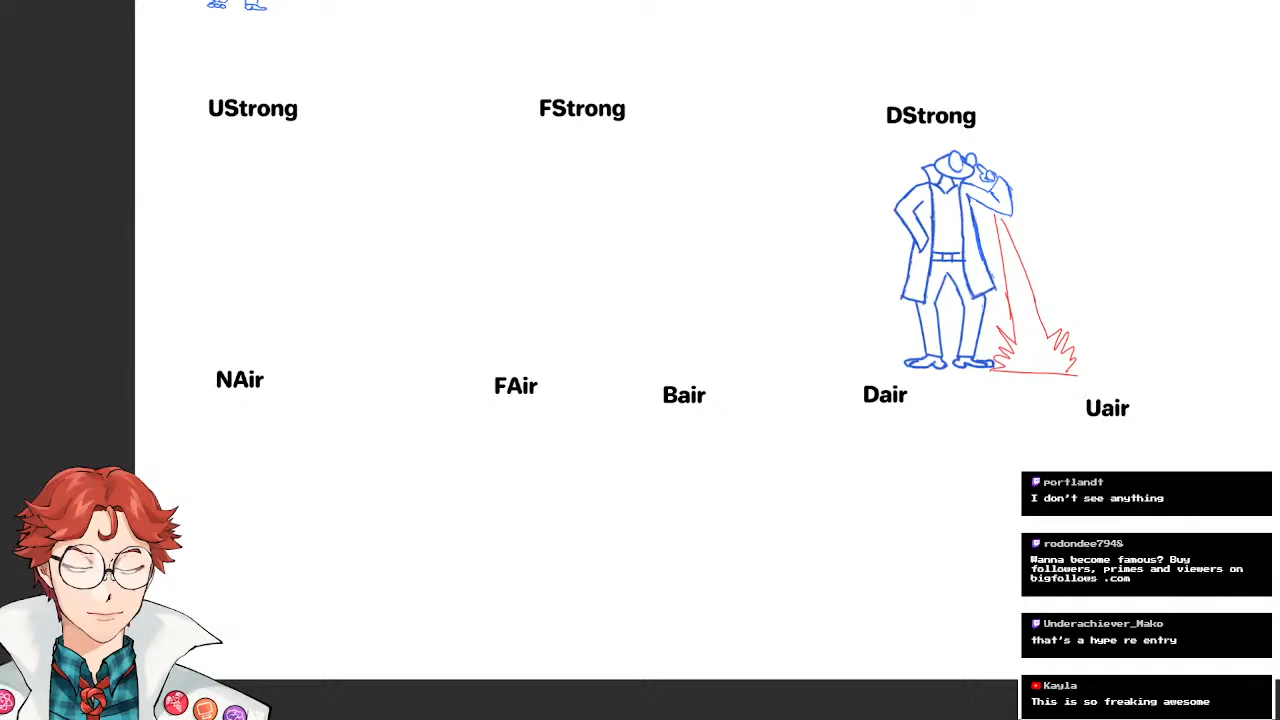 UStrong
FStrong
DStrong
NAir
FAir
Bair
Dair
Uair
portlandt
I don't see anything
rodondee7948
Wanna become famous? Buy
followers, primes and viewers on
bigfollows .com
Underachiever_Mako
that's a hype re entry
Kayla
This is so freaking awesome